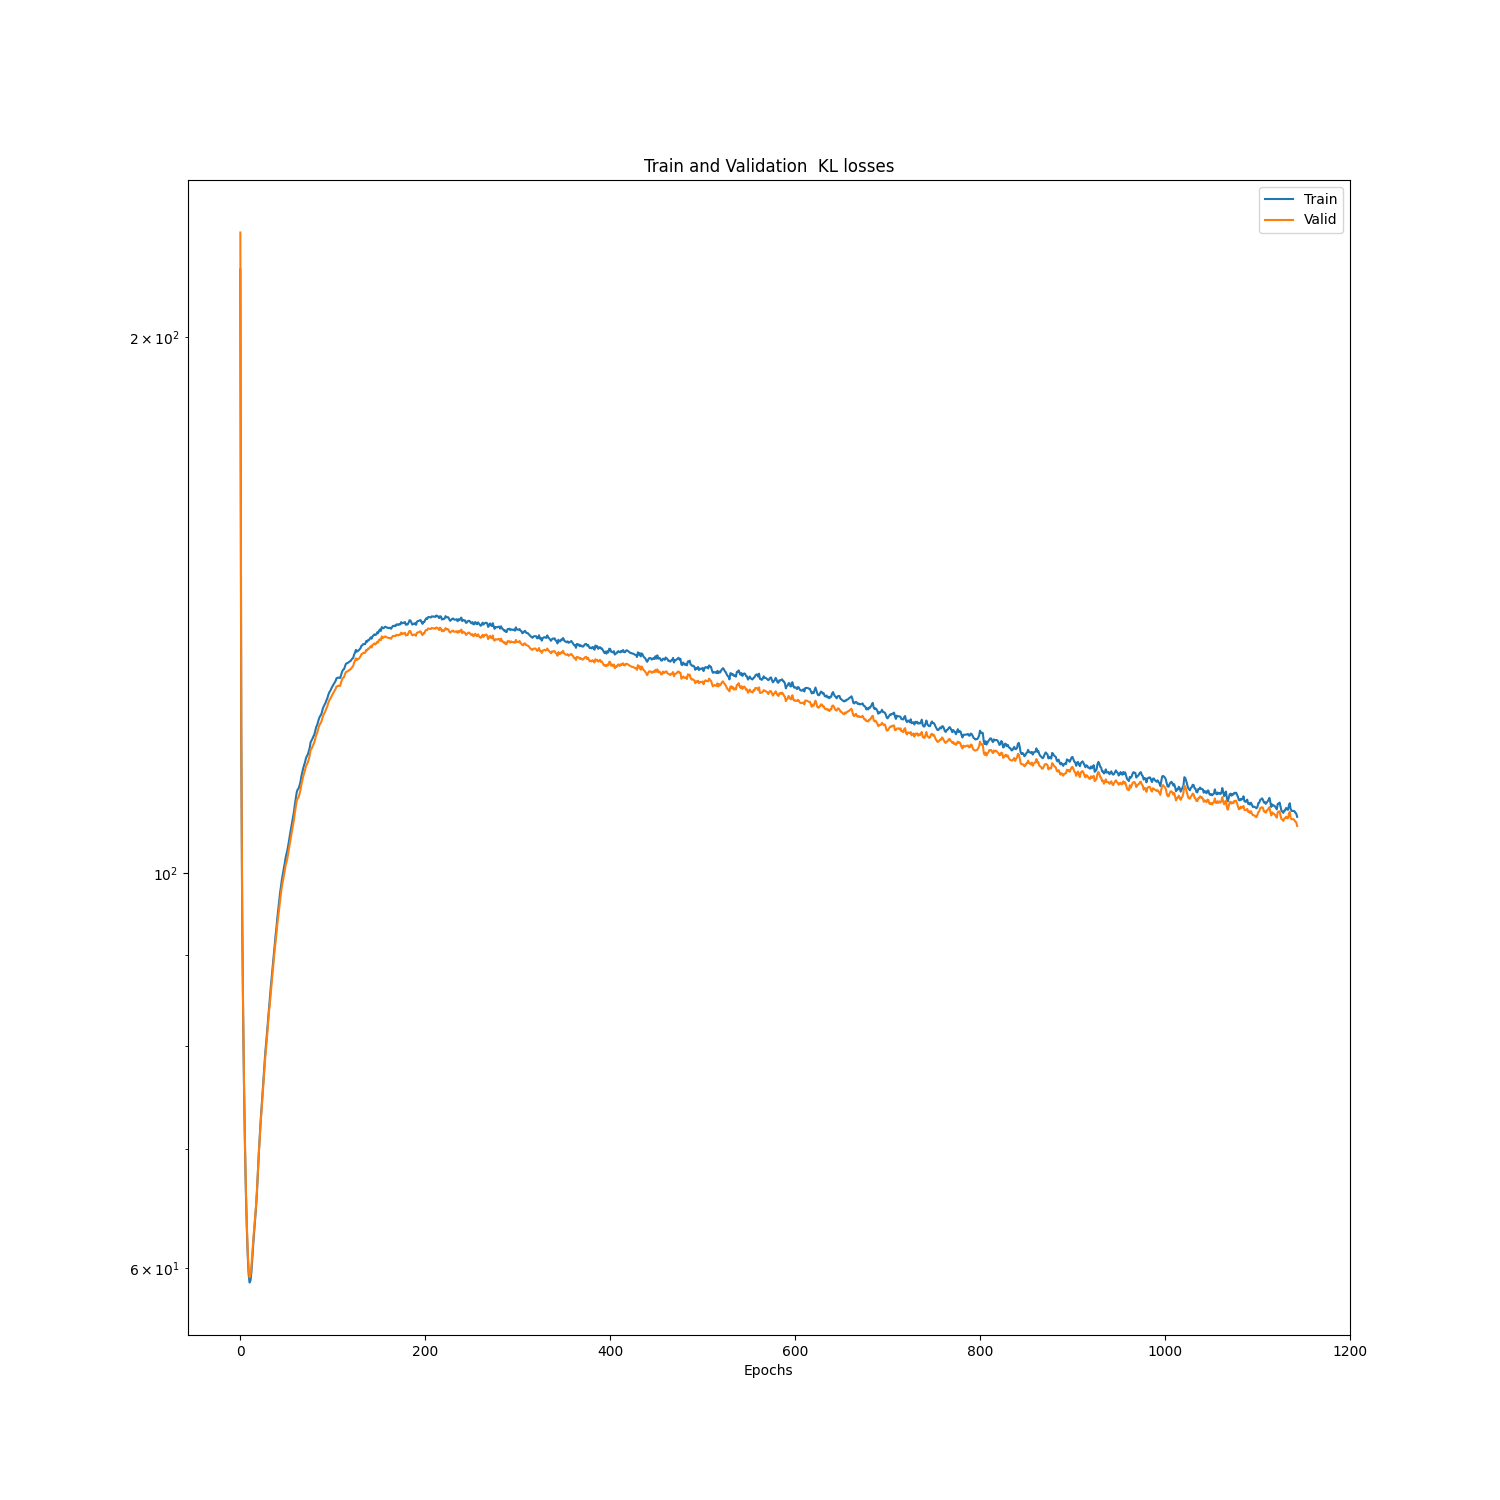 Train and Validation  KL losses
Train
Valid
2 × 10²
10²
6 × 10¹
0 200 400 600 800 1000 1200
Epochs